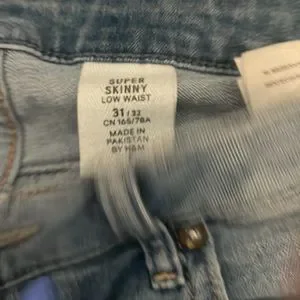 SUPER
SKINNY
LOW WAIST
31/32
CN 165/78A
MADE IN
PAKISTAN
BY H&M